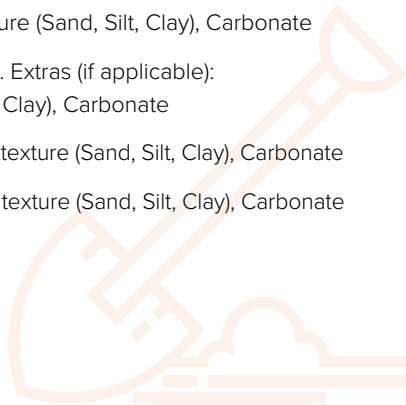 ure (Sand, Silt, Clay), Carbonate
. Extras (if applicable):
Clay), Carbonate
texture (Sand, Silt, Clay), Carbonate
texture (Sand, Silt, Clay), Carbonate